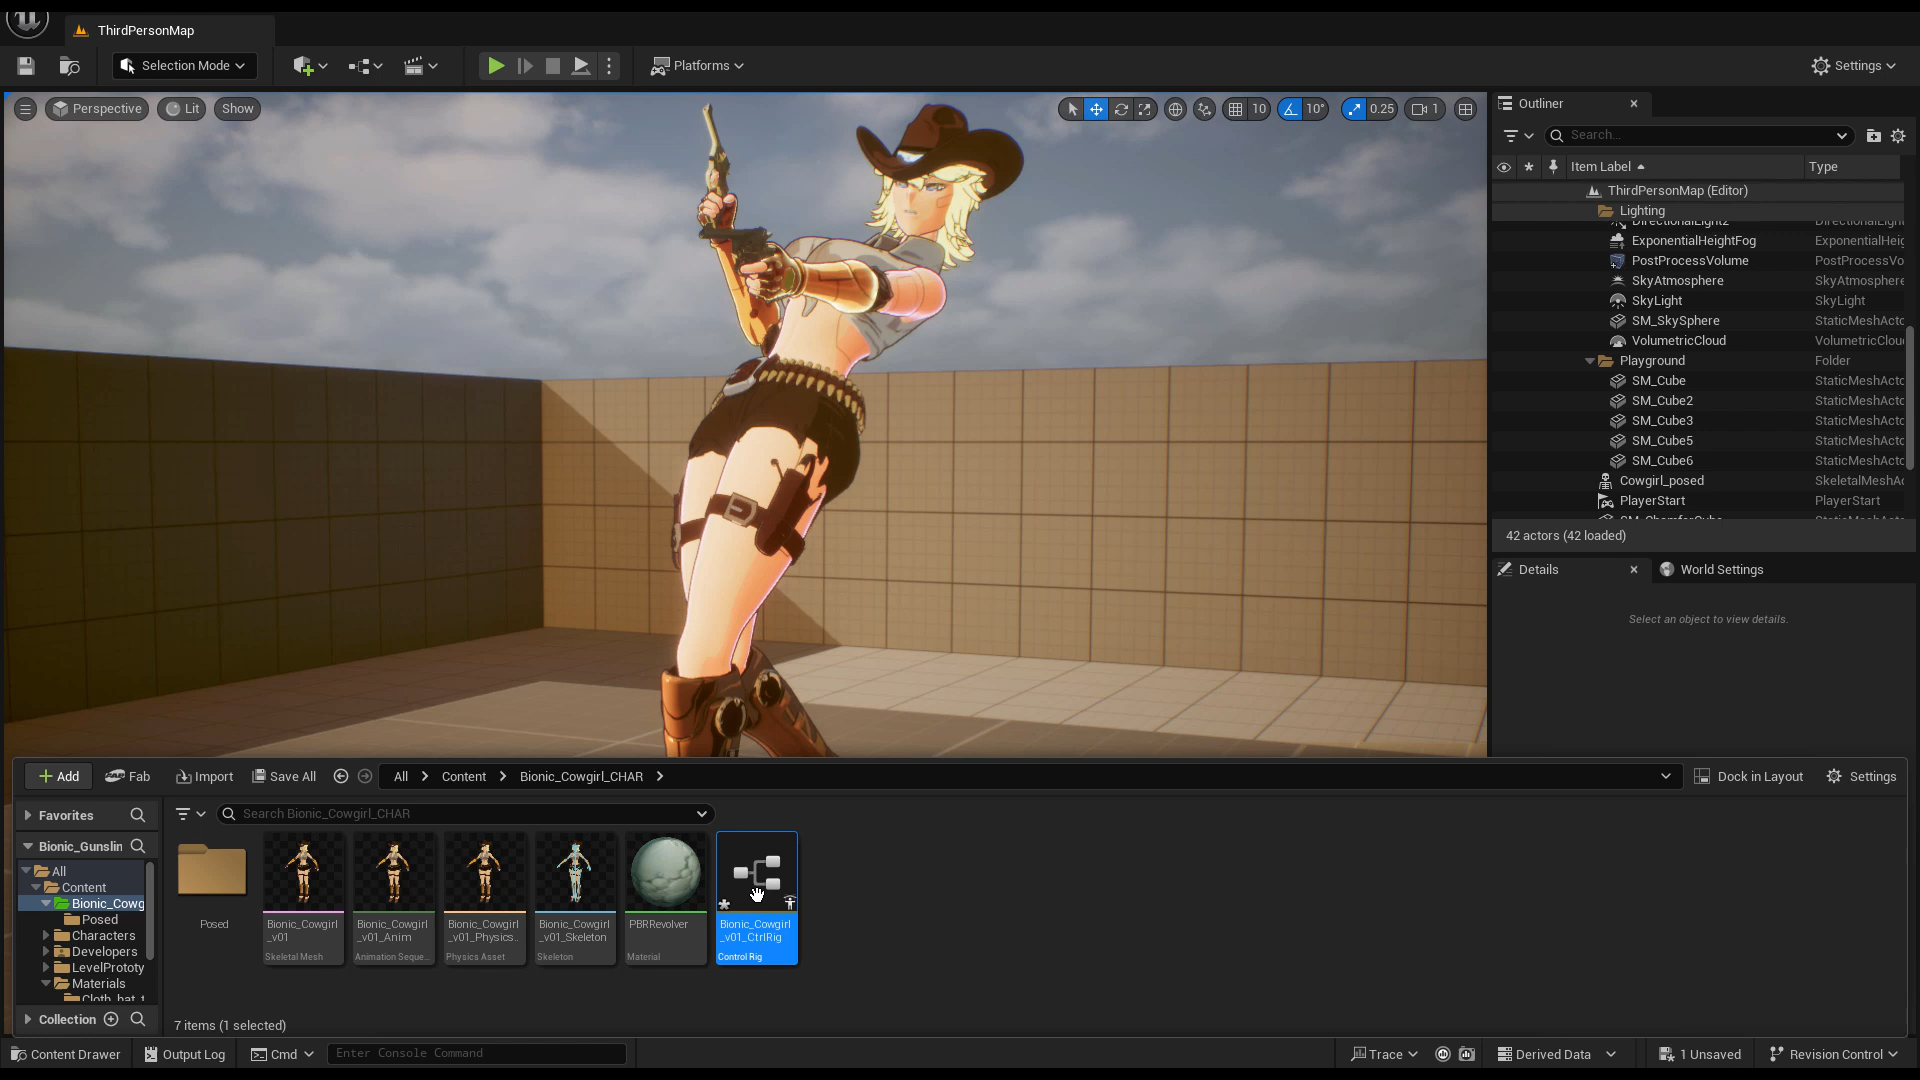 ThirdPersonMap
Selection Mode
Platforms
Settings
Perspective
Lit
Show
10
10°
0.25
1
Outliner
Search...
Item Label
Type
ThirdPersonMap (Editor)
Lighting
ExponentialHeightFog ExponentialHeig
PostProcessVolume PostProcessVo
SkyAtmosphere SkyAtmosphere
SkyLight SkyLight
SM_SkySphere StaticMeshActo
VolumetricCloud VolumetricClou
Playground Folder
SM_Cube StaticMeshActo
SM_Cube2 StaticMeshActo
SM_Cube3 StaticMeshActo
SM_Cube5 StaticMeshActo
SM_Cube6 StaticMeshActo
Cowgirl_posed SkeletalMeshAc
PlayerStart PlayerStart
42 actors (42 loaded)
Details
World Settings
Select an object to view details.
Add
Fab
Import
Save All
All
Content
Bionic_Cowgirl_CHAR
Dock in Layout
Settings
Favorites
Bionic_Gunslin
All
Content
Bionic_Cowg
Posed
Characters
Developers
LevelPrototy
Materials
Cloth_hat_t
Collection
Search Bionic_Cowgirl_CHAR
Posed
Bionic_Cowgirl
_v01
Skeletal Mesh
Bionic_Cowgirl
_v01_Anim
Animation Seque...
Bionic_Cowgirl
_v01_Physics..
Physics Asset
Bionic_Cowgirl
_v01_Skeleton
Skeleton
PBRRevolver
Material
Bionic_Cowgirl
_v01_CtrlRig
Control Rig
7 items (1 selected)
Content Drawer
Output Log
Cmd
Enter Console Command
Trace
Derived Data
1 Unsaved
Revision Control